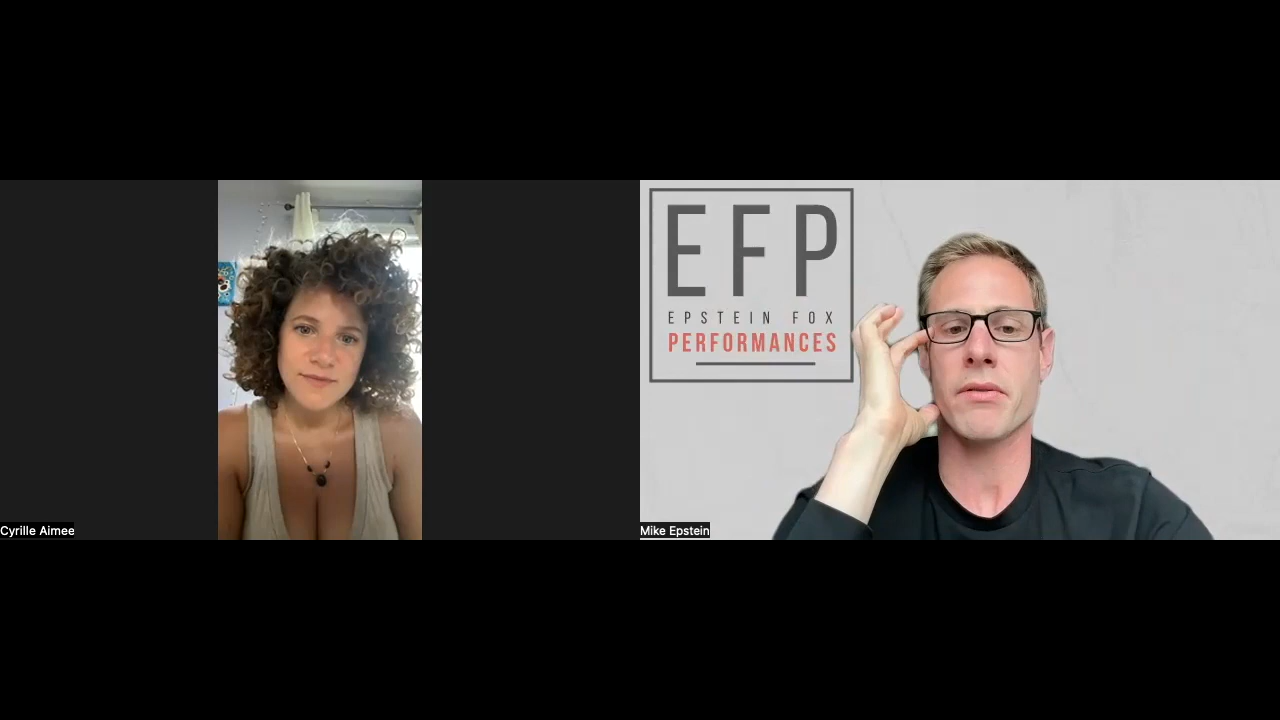 EFP
EPSTEIN FOX
PERFORMANCES
Cyrille Aimee
Mike Epstein